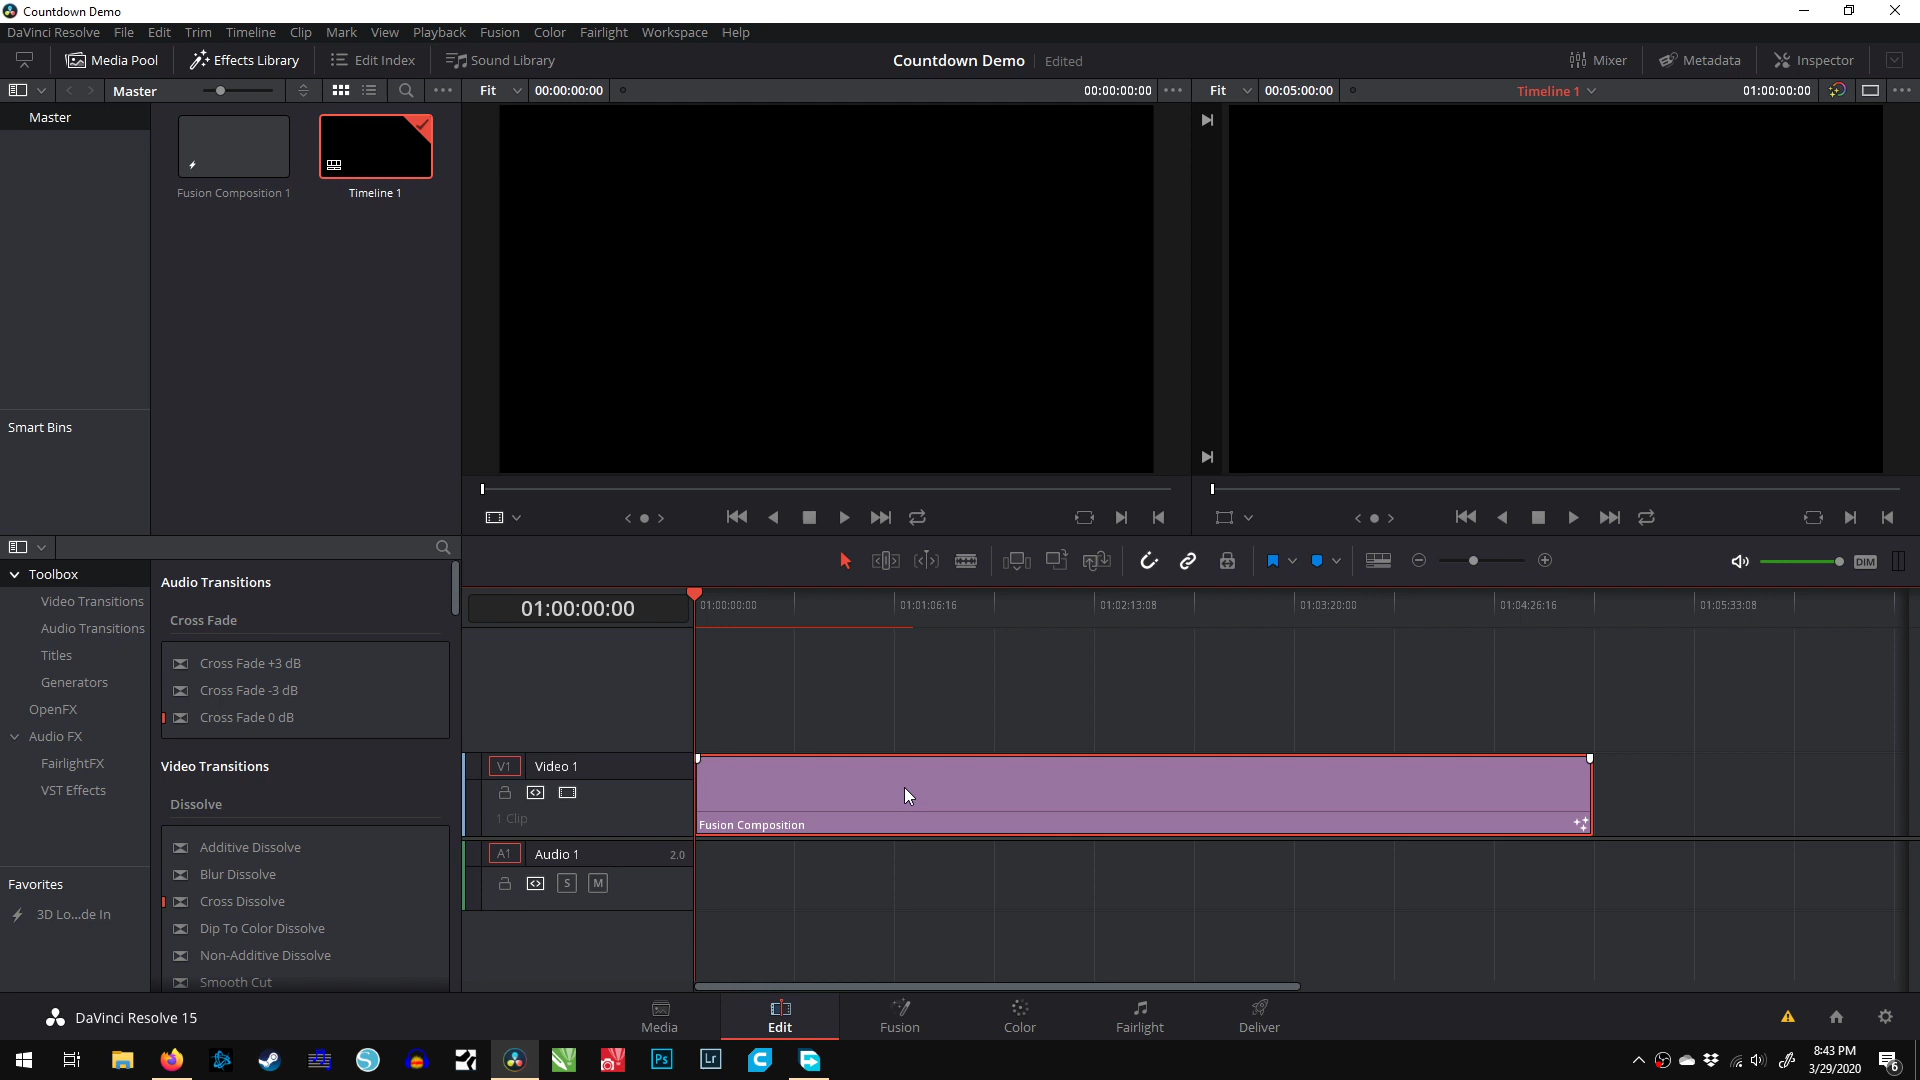 Countdown Demo
DaVinci Resolve File Edit Trim Timeline Clip Mark View Playback Fusion Color Fairlight Workspace Help
Media Pool Effects Library Edit Index Sound Library Countdown Demo Edited Mixer Metadata Inspector
Master Fit 00:00:00:00 00:00:00:00 Fit 00:05:00:00 Timeline 1 01:00:00:00
Master
Fusion Composition 1 Timeline 1
Smart Bins
Toolbox
Video Transitions
Audio Transitions
Titles
Generators
OpenFX
Audio FX
FairlightFX
VST Effects
Favorites
3D Lo...de In
Audio Transitions
Cross Fade
Cross Fade +3 dB
Cross Fade -3 dB
Cross Fade 0 dB
Video Transitions
Dissolve
Additive Dissolve
Blur Dissolve
Cross Dissolve
Dip To Color Dissolve
Non-Additive Dissolve
Smooth Cut
DIM
01:00:00:00 01:00:00:00 01:01:06:16 01:02:13:08 01:03:20:00 01:04:26:16 01:05:33:08
V1 Video 1
1 Clip
Fusion Composition
A1 Audio 1 2.0
S M
DaVinci Resolve 15
Media Edit Fusion Color Fairlight Deliver
Ps Lr
8:43 PM
3/29/2020
6